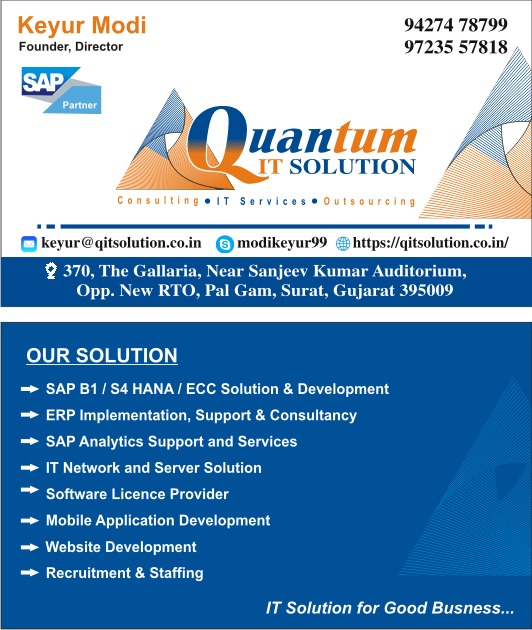 Keyur Modi
Founder, Director
94274 78799
97235 57818
SAP
Partner
Quantum
IT SOLUTION
Consulting ● IT Services ● Outsourcing
keyur@qitsolution.co.in modikeyur99 https://qitsolution.co.in/
370, The Gallaria, Near Sanjeev Kumar Auditorium,
Opp. New RTO, Pal Gam, Surat, Gujarat 395009
OUR SOLUTION
SAP B1 / S4 HANA / ECC Solution & Development
ERP Implementation, Support & Consultancy
SAP Analytics Support and Services
IT Network and Server Solution
Software Licence Provider
Mobile Application Development
Website Development
Recruitment & Staffing
IT Solution for Good Busness...